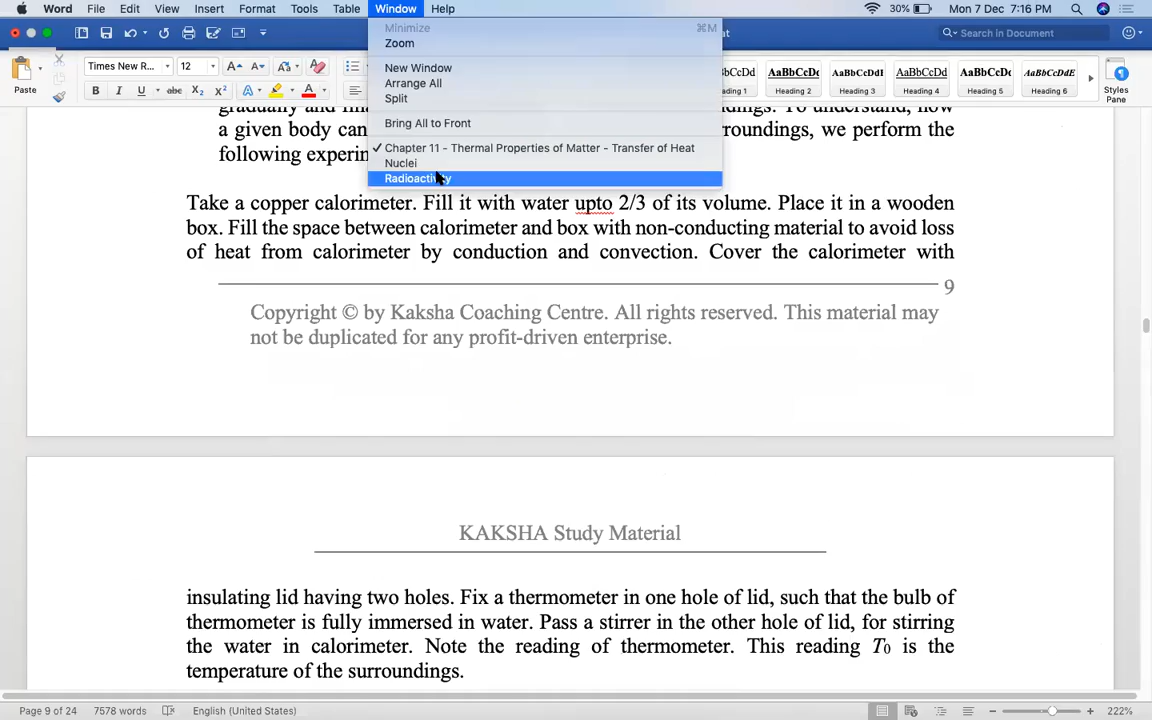 Word File Edit View Insert Format Tools Table Window Help 30% Mon 7 Dec 7:16 PM
Minimize ⌘M
Search in Document
Zoom
New Window
Arrange All
Split
Bring All to Front
✓ Chapter 11 - Thermal Properties of Matter - Transfer of Heat
Nuclei
Radioactivity
Paste
Times New R... 12
B I U abc X₂ X² A A
AaBbCcDd AaBbCcDdI AaBbCcDd AaBbCcDd AaBbCcDdE
Heading 2 Heading 3 Heading 4 Heading 5 Heading 6
Styles
Pane
a given body can roundings, we perform the
following experin
Take a copper calorimeter. Fill it with water upto 2/3 of its volume. Place it in a wooden
box. Fill the space between calorimeter and box with non-conducting material to avoid loss
of heat from calorimeter by conduction and convection. Cover the calorimeter with
9
Copyright © by Kaksha Coaching Centre. All rights reserved. This material may
not be duplicated for any profit-driven enterprise.
KAKSHA Study Material
insulating lid having two holes. Fix a thermometer in one hole of lid, such that the bulb of
thermometer is fully immersed in water. Pass a stirrer in the other hole of lid, for stirring
the water in calorimeter. Note the reading of thermometer. This reading T₀ is the
temperature of the surroundings.
Page 9 of 24 7578 words English (United States) 222%